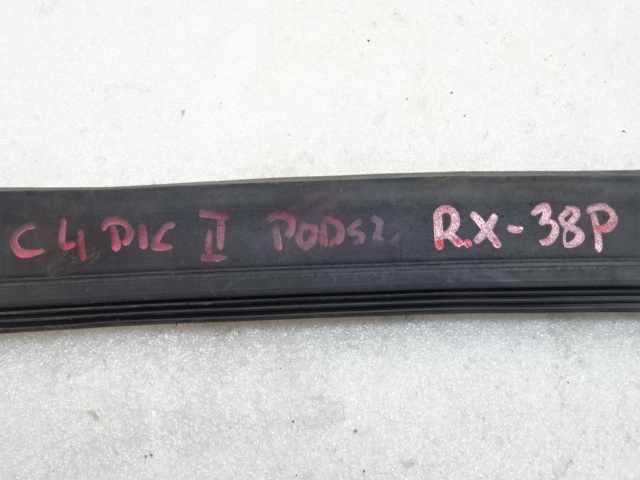 C4 PIC II PODSZ. RX-38P